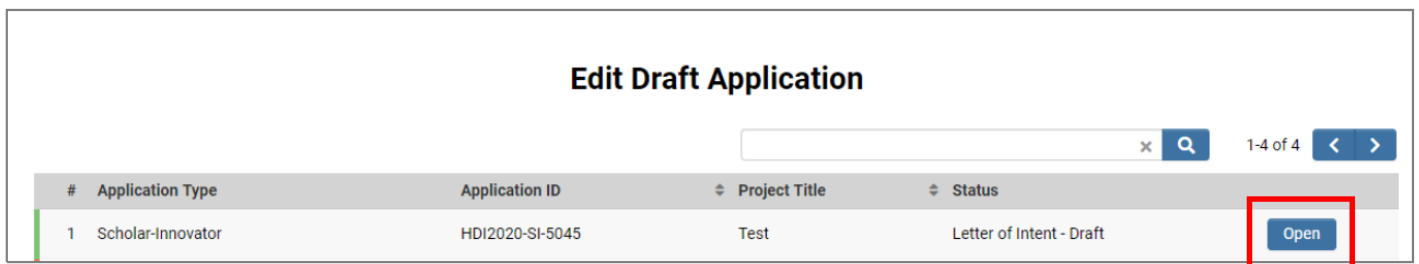 Edit Draft Application
1-4 of 4
# Application Type Application ID Project Title Status
1 Scholar-Innovator HDI2020-SI-5045 Test Letter of Intent - Draft Open